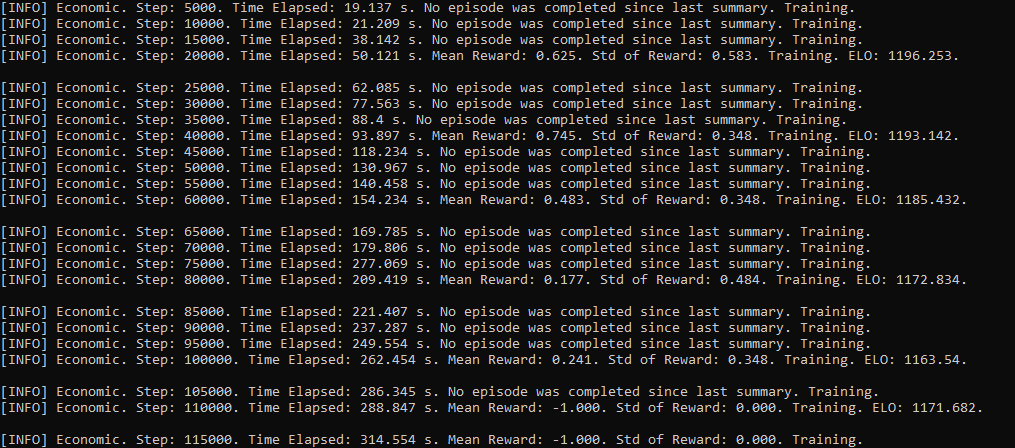 [INFO] Economic. Step: 5000. Time Elapsed: 19.137 s. No episode was completed since last summary. Training.
[INFO] Economic. Step: 10000. Time Elapsed: 21.209 s. No episode was completed since last summary. Training.
[INFO] Economic. Step: 15000. Time Elapsed: 38.142 s. No episode was completed since last summary. Training.
[INFO] Economic. Step: 20000. Time Elapsed: 50.121 s. Mean Reward: 0.625. Std of Reward: 0.583. Training. ELO: 1196.253.
[INFO] Economic. Step: 25000. Time Elapsed: 62.085 s. No episode was completed since last summary. Training.
[INFO] Economic. Step: 30000. Time Elapsed: 77.563 s. No episode was completed since last summary. Training.
[INFO] Economic. Step: 35000. Time Elapsed: 88.4 s. No episode was completed since last summary. Training.
[INFO] Economic. Step: 40000. Time Elapsed: 93.897 s. Mean Reward: 0.745. Std of Reward: 0.348. Training. ELO: 1193.142.
[INFO] Economic. Step: 45000. Time Elapsed: 118.234 s. No episode was completed since last summary. Training.
[INFO] Economic. Step: 50000. Time Elapsed: 130.967 s. No episode was completed since last summary. Training.
[INFO] Economic. Step: 55000. Time Elapsed: 140.458 s. No episode was completed since last summary. Training.
[INFO] Economic. Step: 60000. Time Elapsed: 154.234 s. Mean Reward: 0.483. Std of Reward: 0.348. Training. ELO: 1185.432.
[INFO] Economic. Step: 65000. Time Elapsed: 169.785 s. No episode was completed since last summary. Training.
[INFO] Economic. Step: 70000. Time Elapsed: 179.806 s. No episode was completed since last summary. Training.
[INFO] Economic. Step: 75000. Time Elapsed: 277.069 s. No episode was completed since last summary. Training.
[INFO] Economic. Step: 80000. Time Elapsed: 209.419 s. Mean Reward: 0.177. Std of Reward: 0.484. Training. ELO: 1172.834.
[INFO] Economic. Step: 85000. Time Elapsed: 221.407 s. No episode was completed since last summary. Training.
[INFO] Economic. Step: 90000. Time Elapsed: 237.287 s. No episode was completed since last summary. Training.
[INFO] Economic. Step: 95000. Time Elapsed: 249.554 s. No episode was completed since last summary. Training.
[INFO] Economic. Step: 100000. Time Elapsed: 262.454 s. Mean Reward: 0.241. Std of Reward: 0.348. Training. ELO: 1163.54.
[INFO] Economic. Step: 105000. Time Elapsed: 286.345 s. No episode was completed since last summary. Training.
[INFO] Economic. Step: 110000. Time Elapsed: 288.847 s. Mean Reward: -1.000. Std of Reward: 0.000. Training. ELO: 1171.682.
[INFO] Economic. Step: 115000. Time Elapsed: 314.554 s. Mean Reward: -1.000. Std of Reward: 0.000. Training.